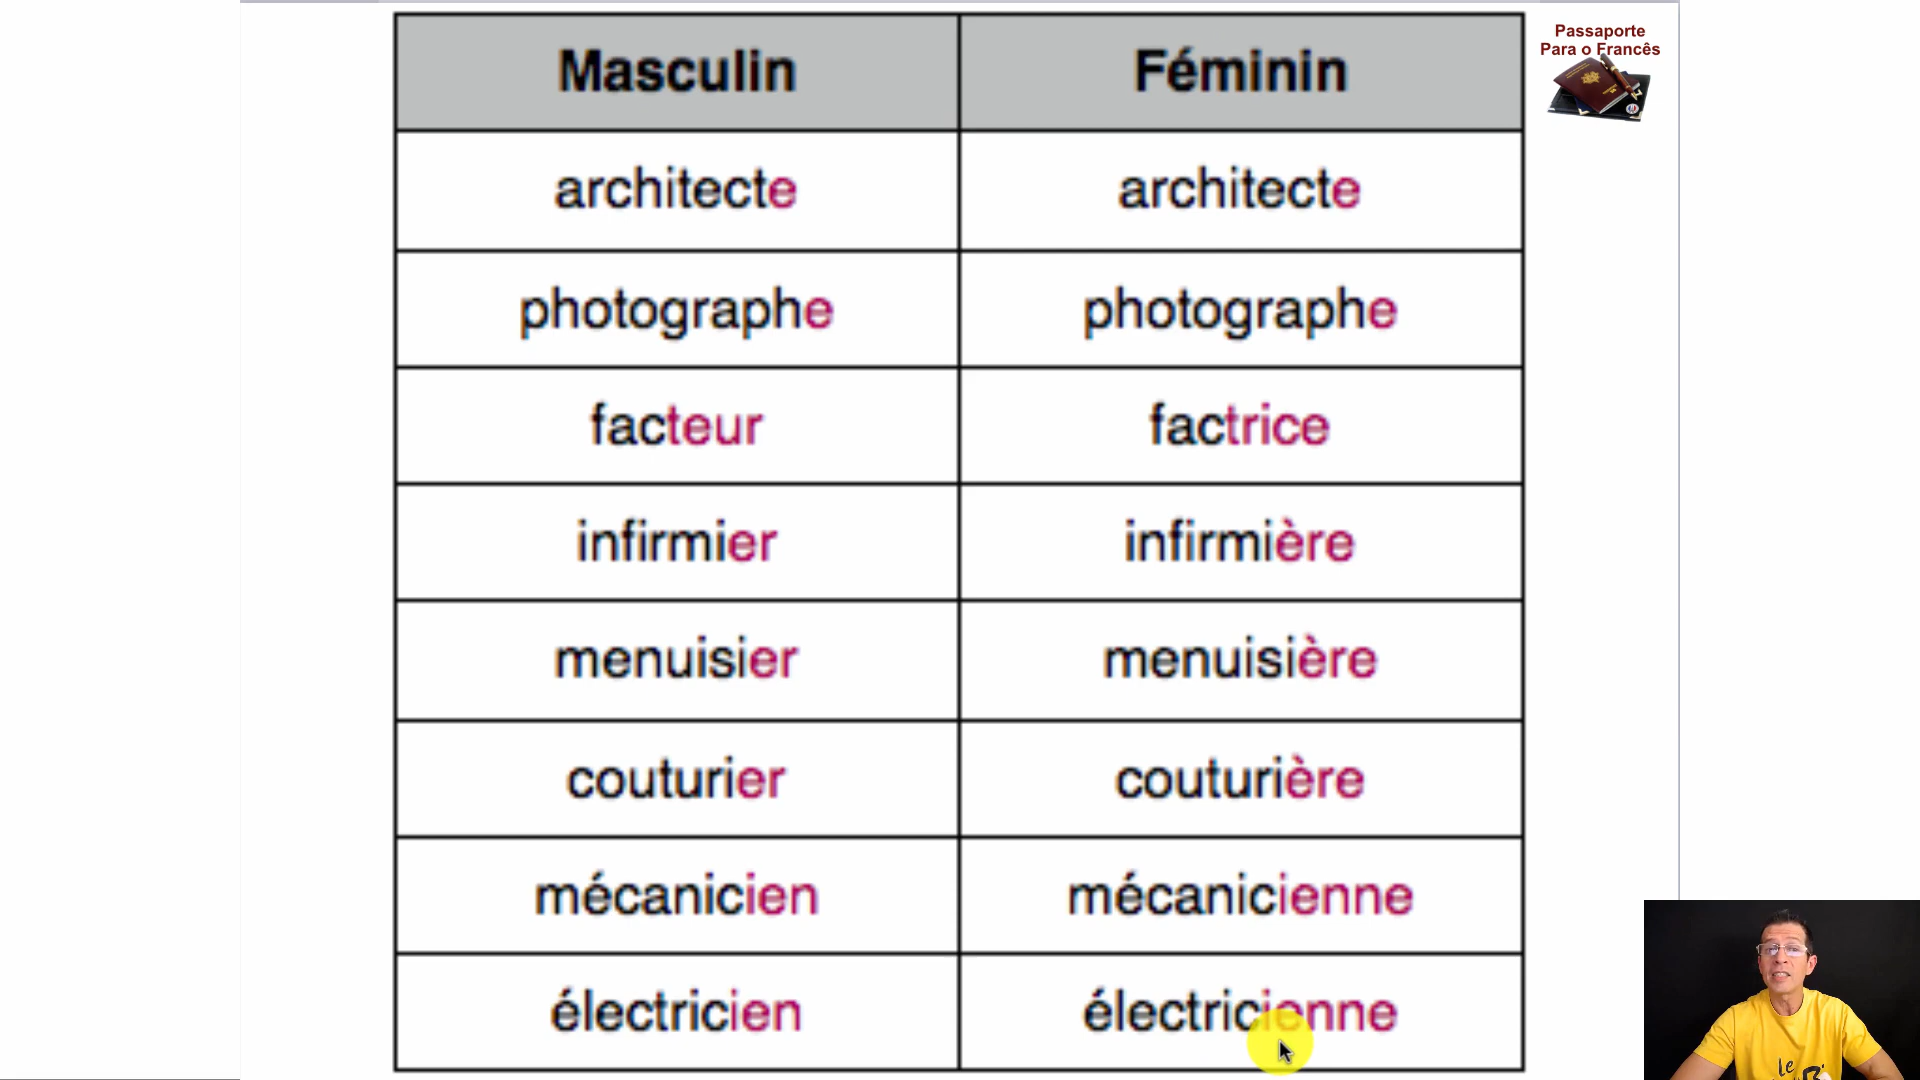 Masculin Féminin
architecte architecte
photographe photographe
facteur factrice
infirmier infirmière
menuisier menuisière
couturier couturière
mécanicien mécanicienne
électricien électricienne
Passaporte
Para o Francês
le